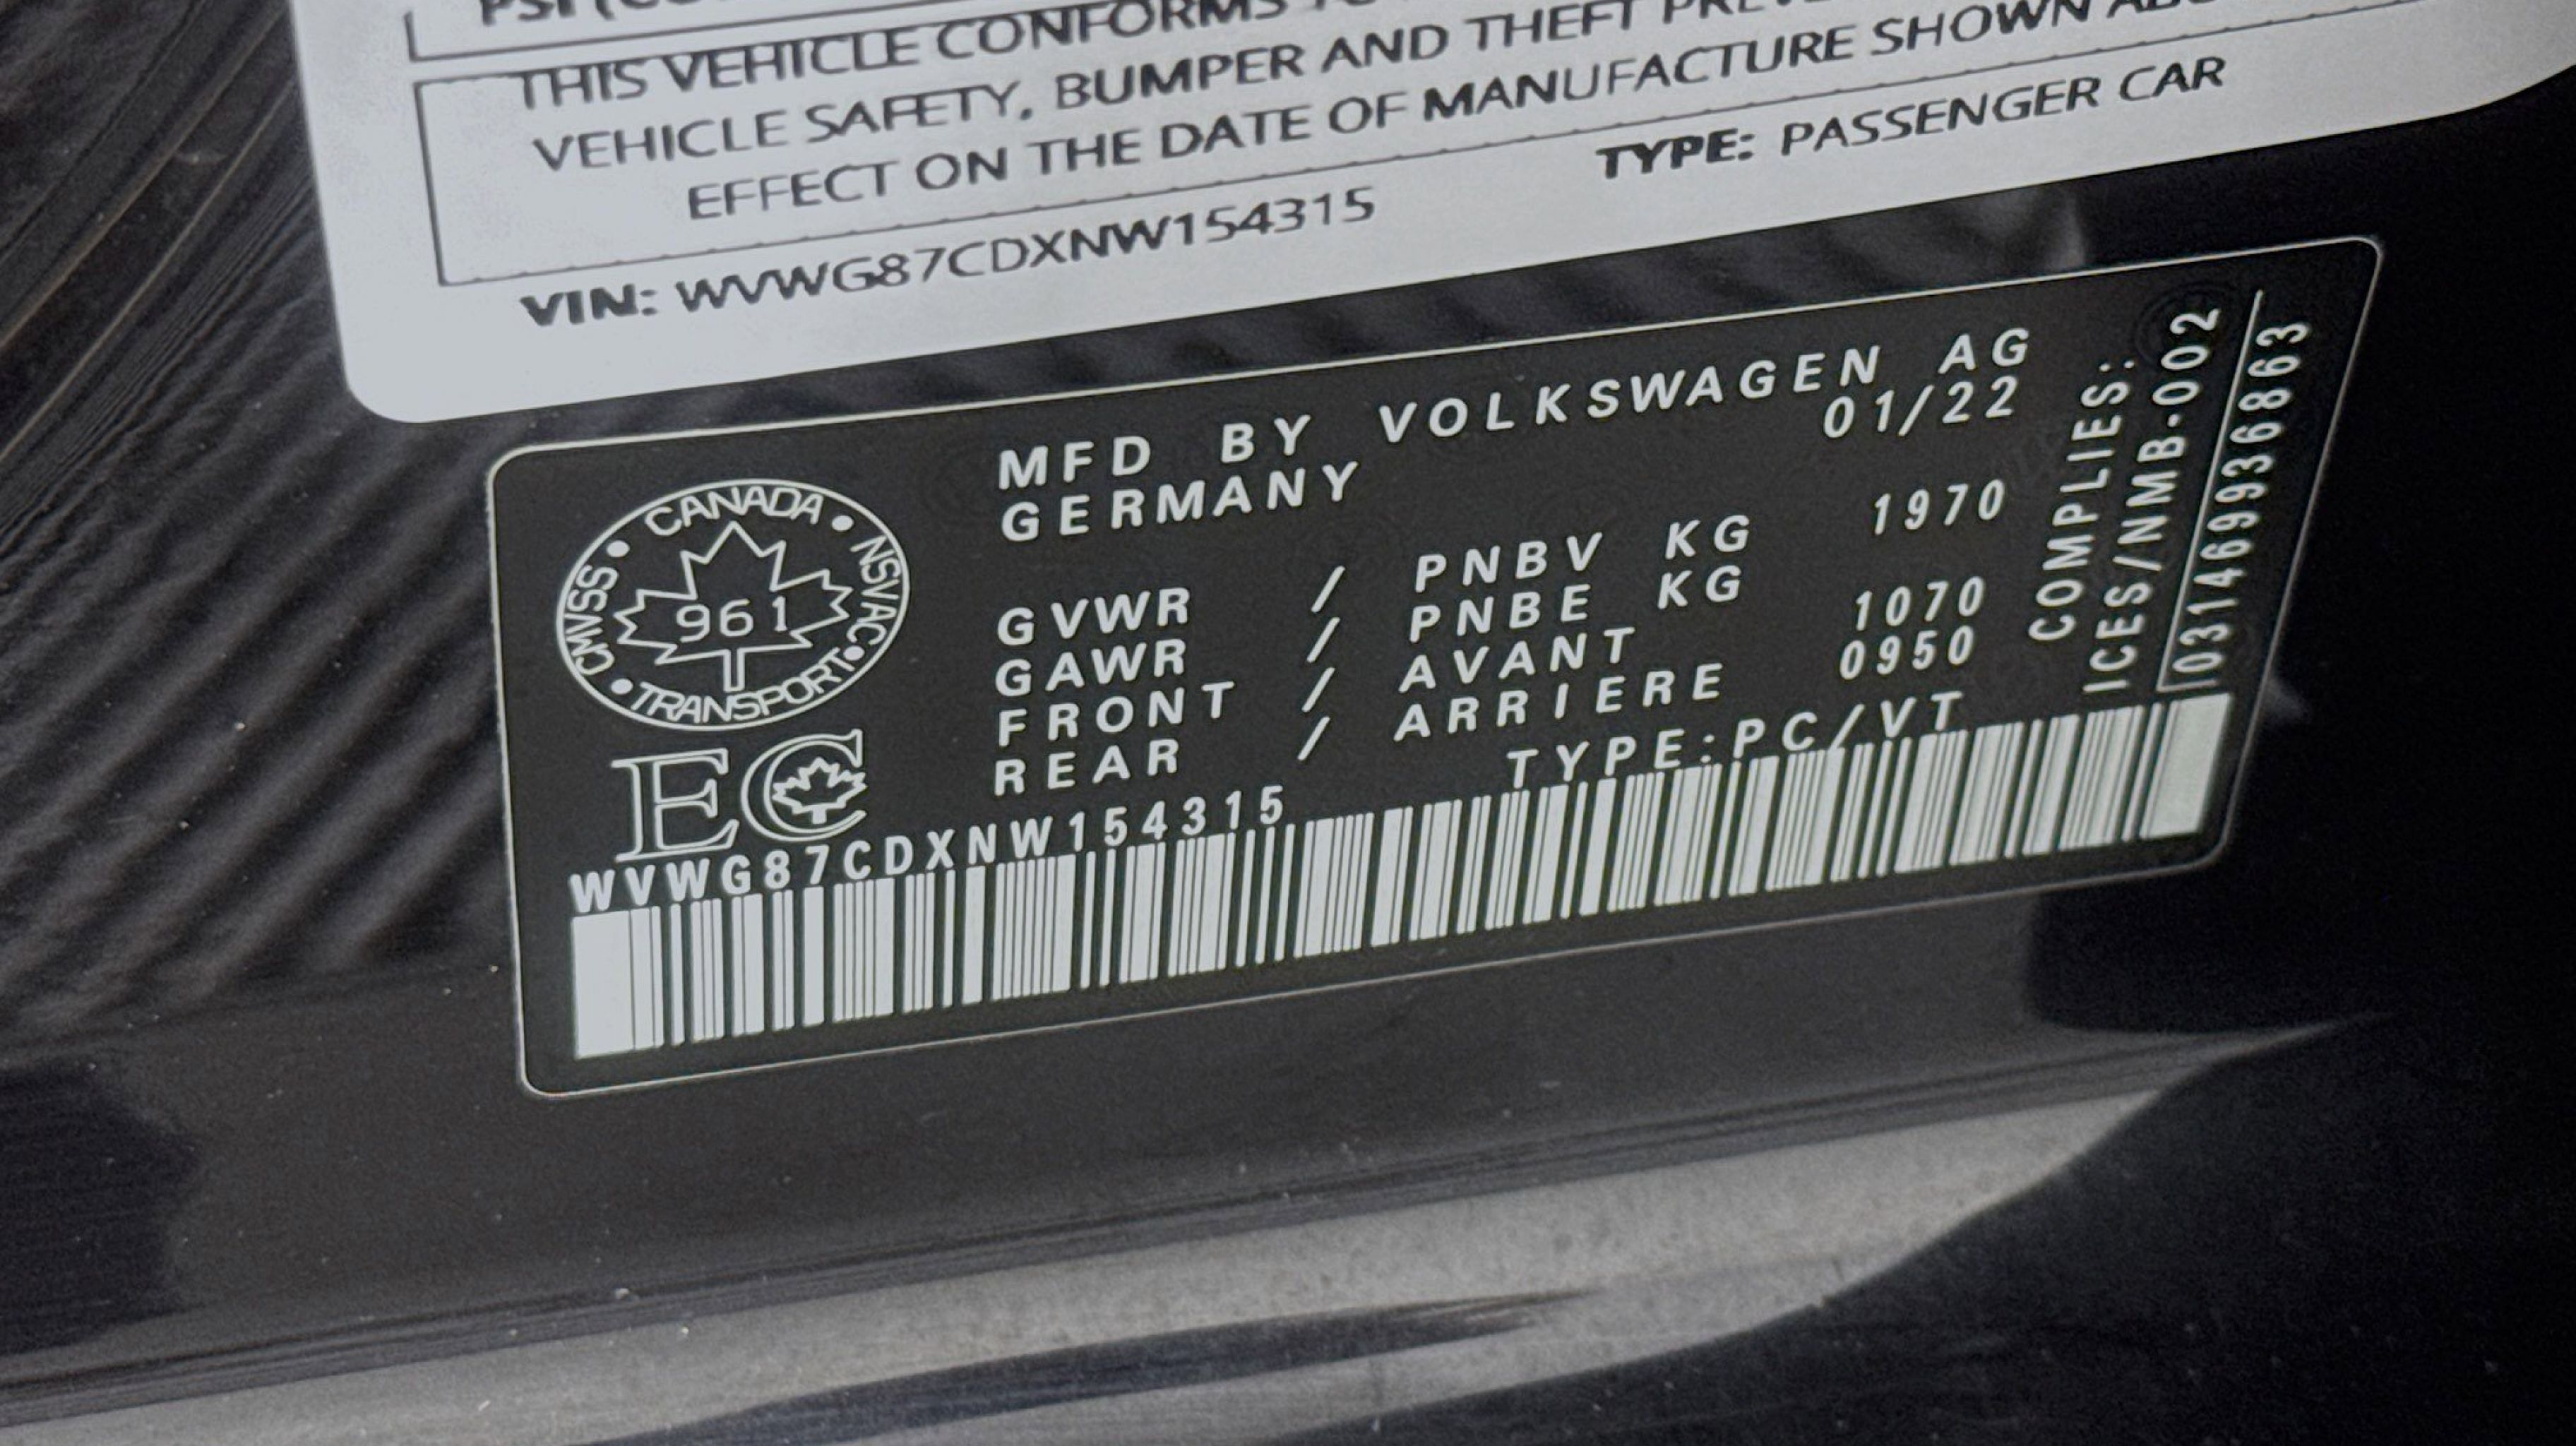 THIS VEHICLE CONFORMS
VEHICLE SAFETY, BUMPER AND THEFT
EFFECT ON THE DATE OF MANUFACTURE SHOWN
VIN: WVWG87CDXNW154315 TYPE: PASSENGER CAR
MFD BY VOLKSWAGEN AG
GERMANY 01/22
GVWR / PNBV KG 1970
GAWR / PNBE KG
FRONT / AVANT 1070
REAR / ARRIERE 0950
TYPE:PC/VT
CANADA • NSVAC • TRANSPORT • CMVSS •
961
EC
WVWG87CDXNW154315
COMPLIES:
ICES/NMB-002
0314699936863